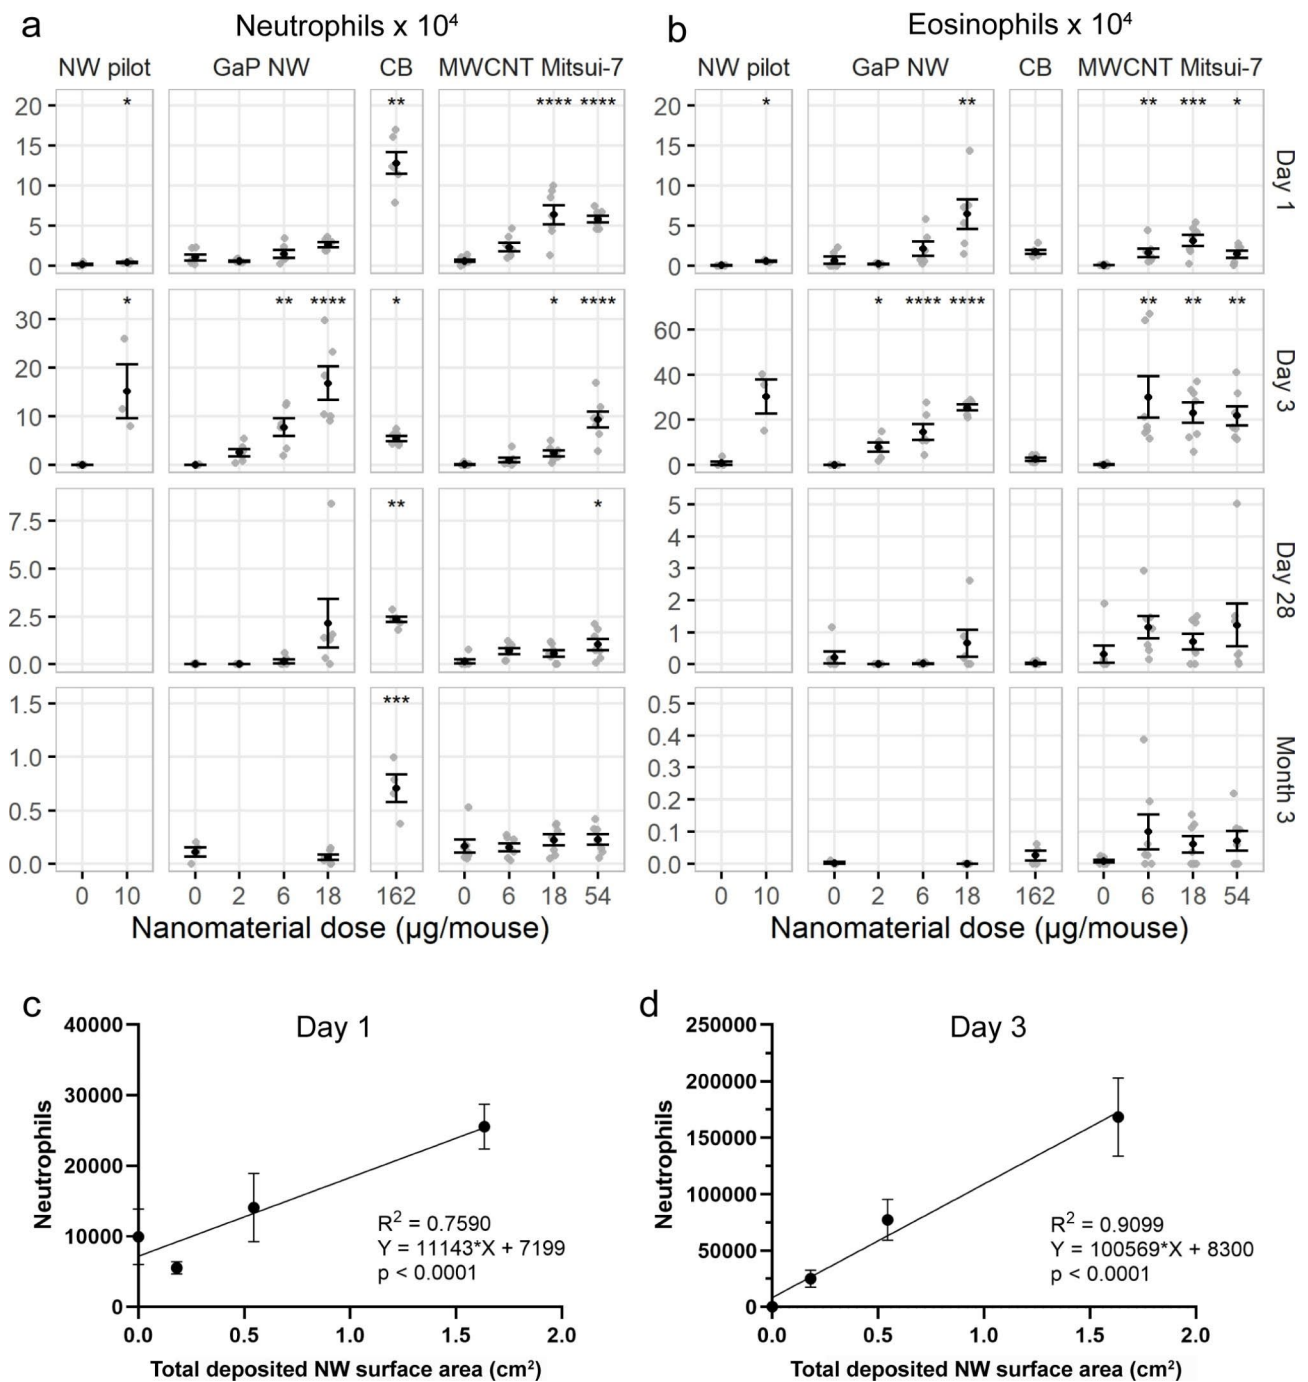 a
Neutrophils x 10⁴
b
Eosinophils x 10⁴
NW pilot GaP NW CB MWCNT Mitsui-7
NW pilot GaP NW CB MWCNT Mitsui-7
* ** **** ****
20
15
10
5
0
* ** *** *
20
15
10
5
0
Day 1
* ** **** * * ****
30
20
10
0
* **** **** ** ** **
60
40
20
0
Day 3
** *
7.5
5.0
2.5
0.0
5
4
3
2
1
0
Day 28
***
1.5
1.0
0.5
0.0
0.5
0.4
0.3
0.2
0.1
0.0
Month 3
0 10 0 2 6 18 162 0 6 18 54
Nanomaterial dose (µg/mouse)
0 10 0 2 6 18 162 0 6 18 54
Nanomaterial dose (µg/mouse)
c
Day 1
Neutrophils
40000
30000
20000
10000
0
R² = 0.7590
Y = 11143*X + 7199
p < 0.0001
0.0 0.5 1.0 1.5 2.0
Total deposited NW surface area (cm²)
d
Day 3
Neutrophils
250000
200000
150000
100000
50000
0
R² = 0.9099
Y = 100569*X + 8300
p < 0.0001
0.0 0.5 1.0 1.5 2.0
Total deposited NW surface area (cm²)